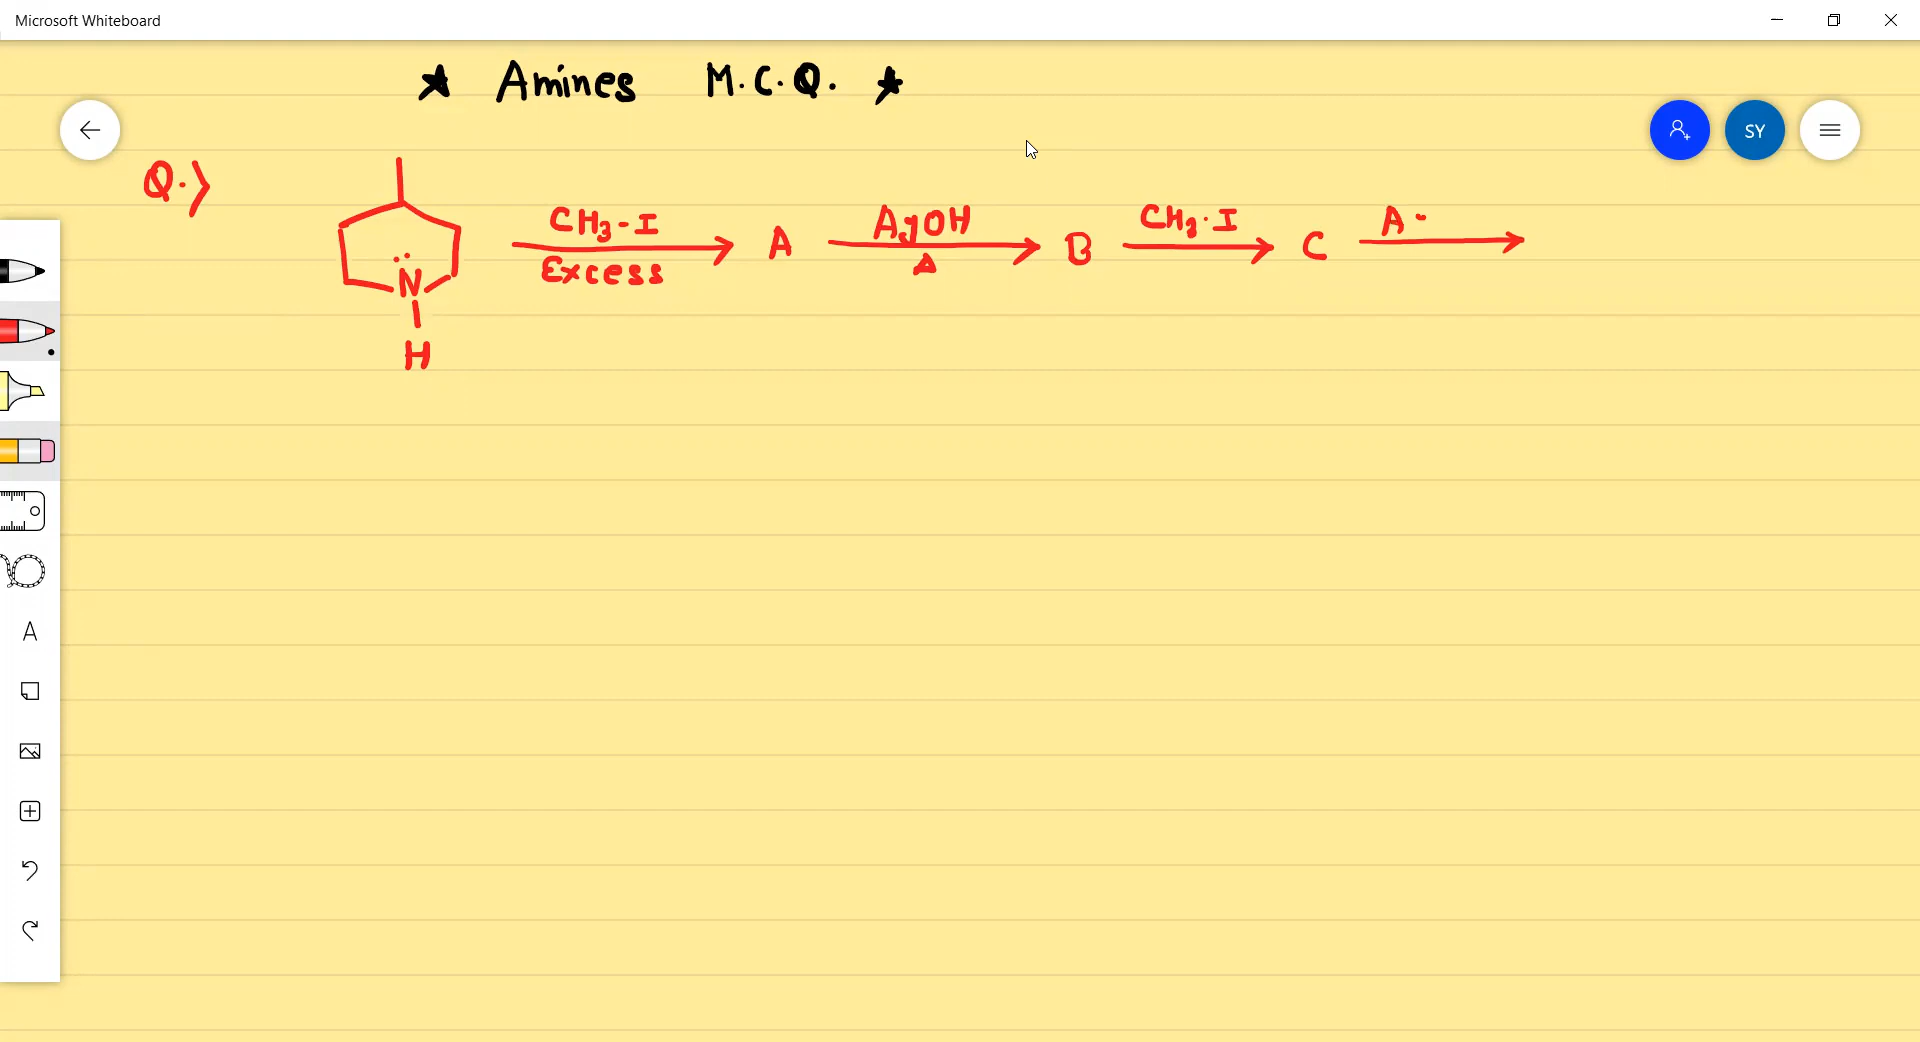 Microsoft Whiteboard
★ Amines M.C.Q. ★
SY
Q.>
CH3-I AgOH CH3.I A.
A B C
Excess Δ
N
H
A